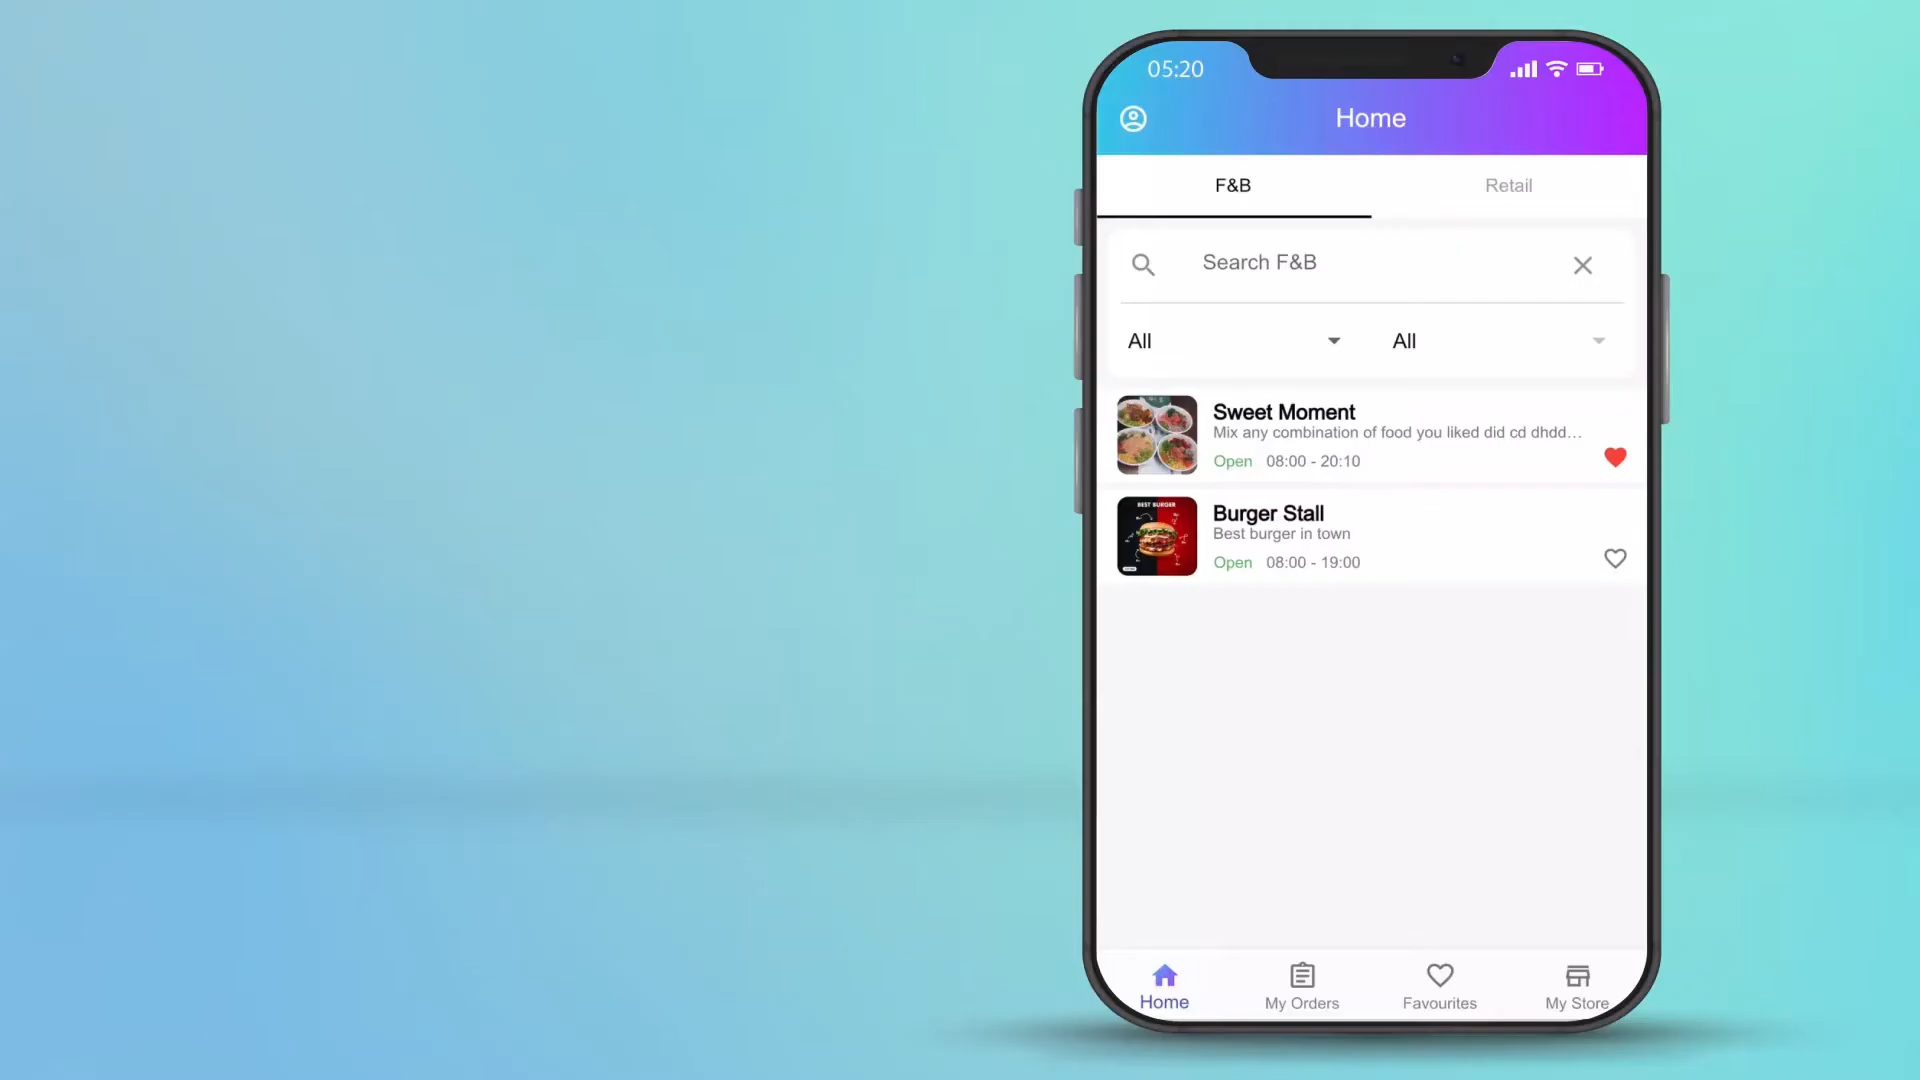 05:20
Home
F&B
Retail
Search F&B
All
All
Sweet Moment
Mix any combination of food you liked did cd dhdd...
Open 08:00 - 20:10
BEST BURGER
Burger Stall
Best burger in town
Open 08:00 - 19:00
Home
My Orders
Favourites
My Store